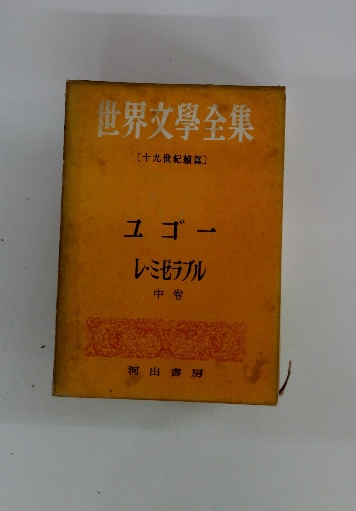 世界文學全集
〔十九世紀續篇〕
ユゴー
レ・ミゼラブル
中卷
河出書房